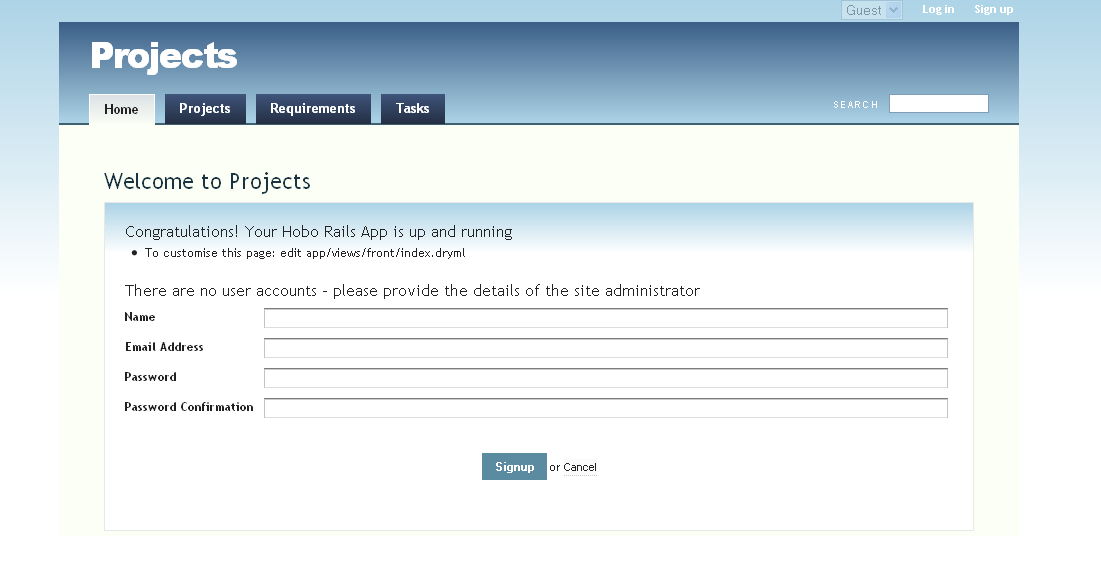 Guest Log in Sign up
Projects
Home Projects Requirements Tasks SEARCH
Welcome to Projects
Congratulations! Your Hobo Rails App is up and running
To customise this page: edit app/views/front/index.dryml
There are no user accounts - please provide the details of the site administrator
Name
Email Address
Password
Password Confirmation
Signup or Cancel